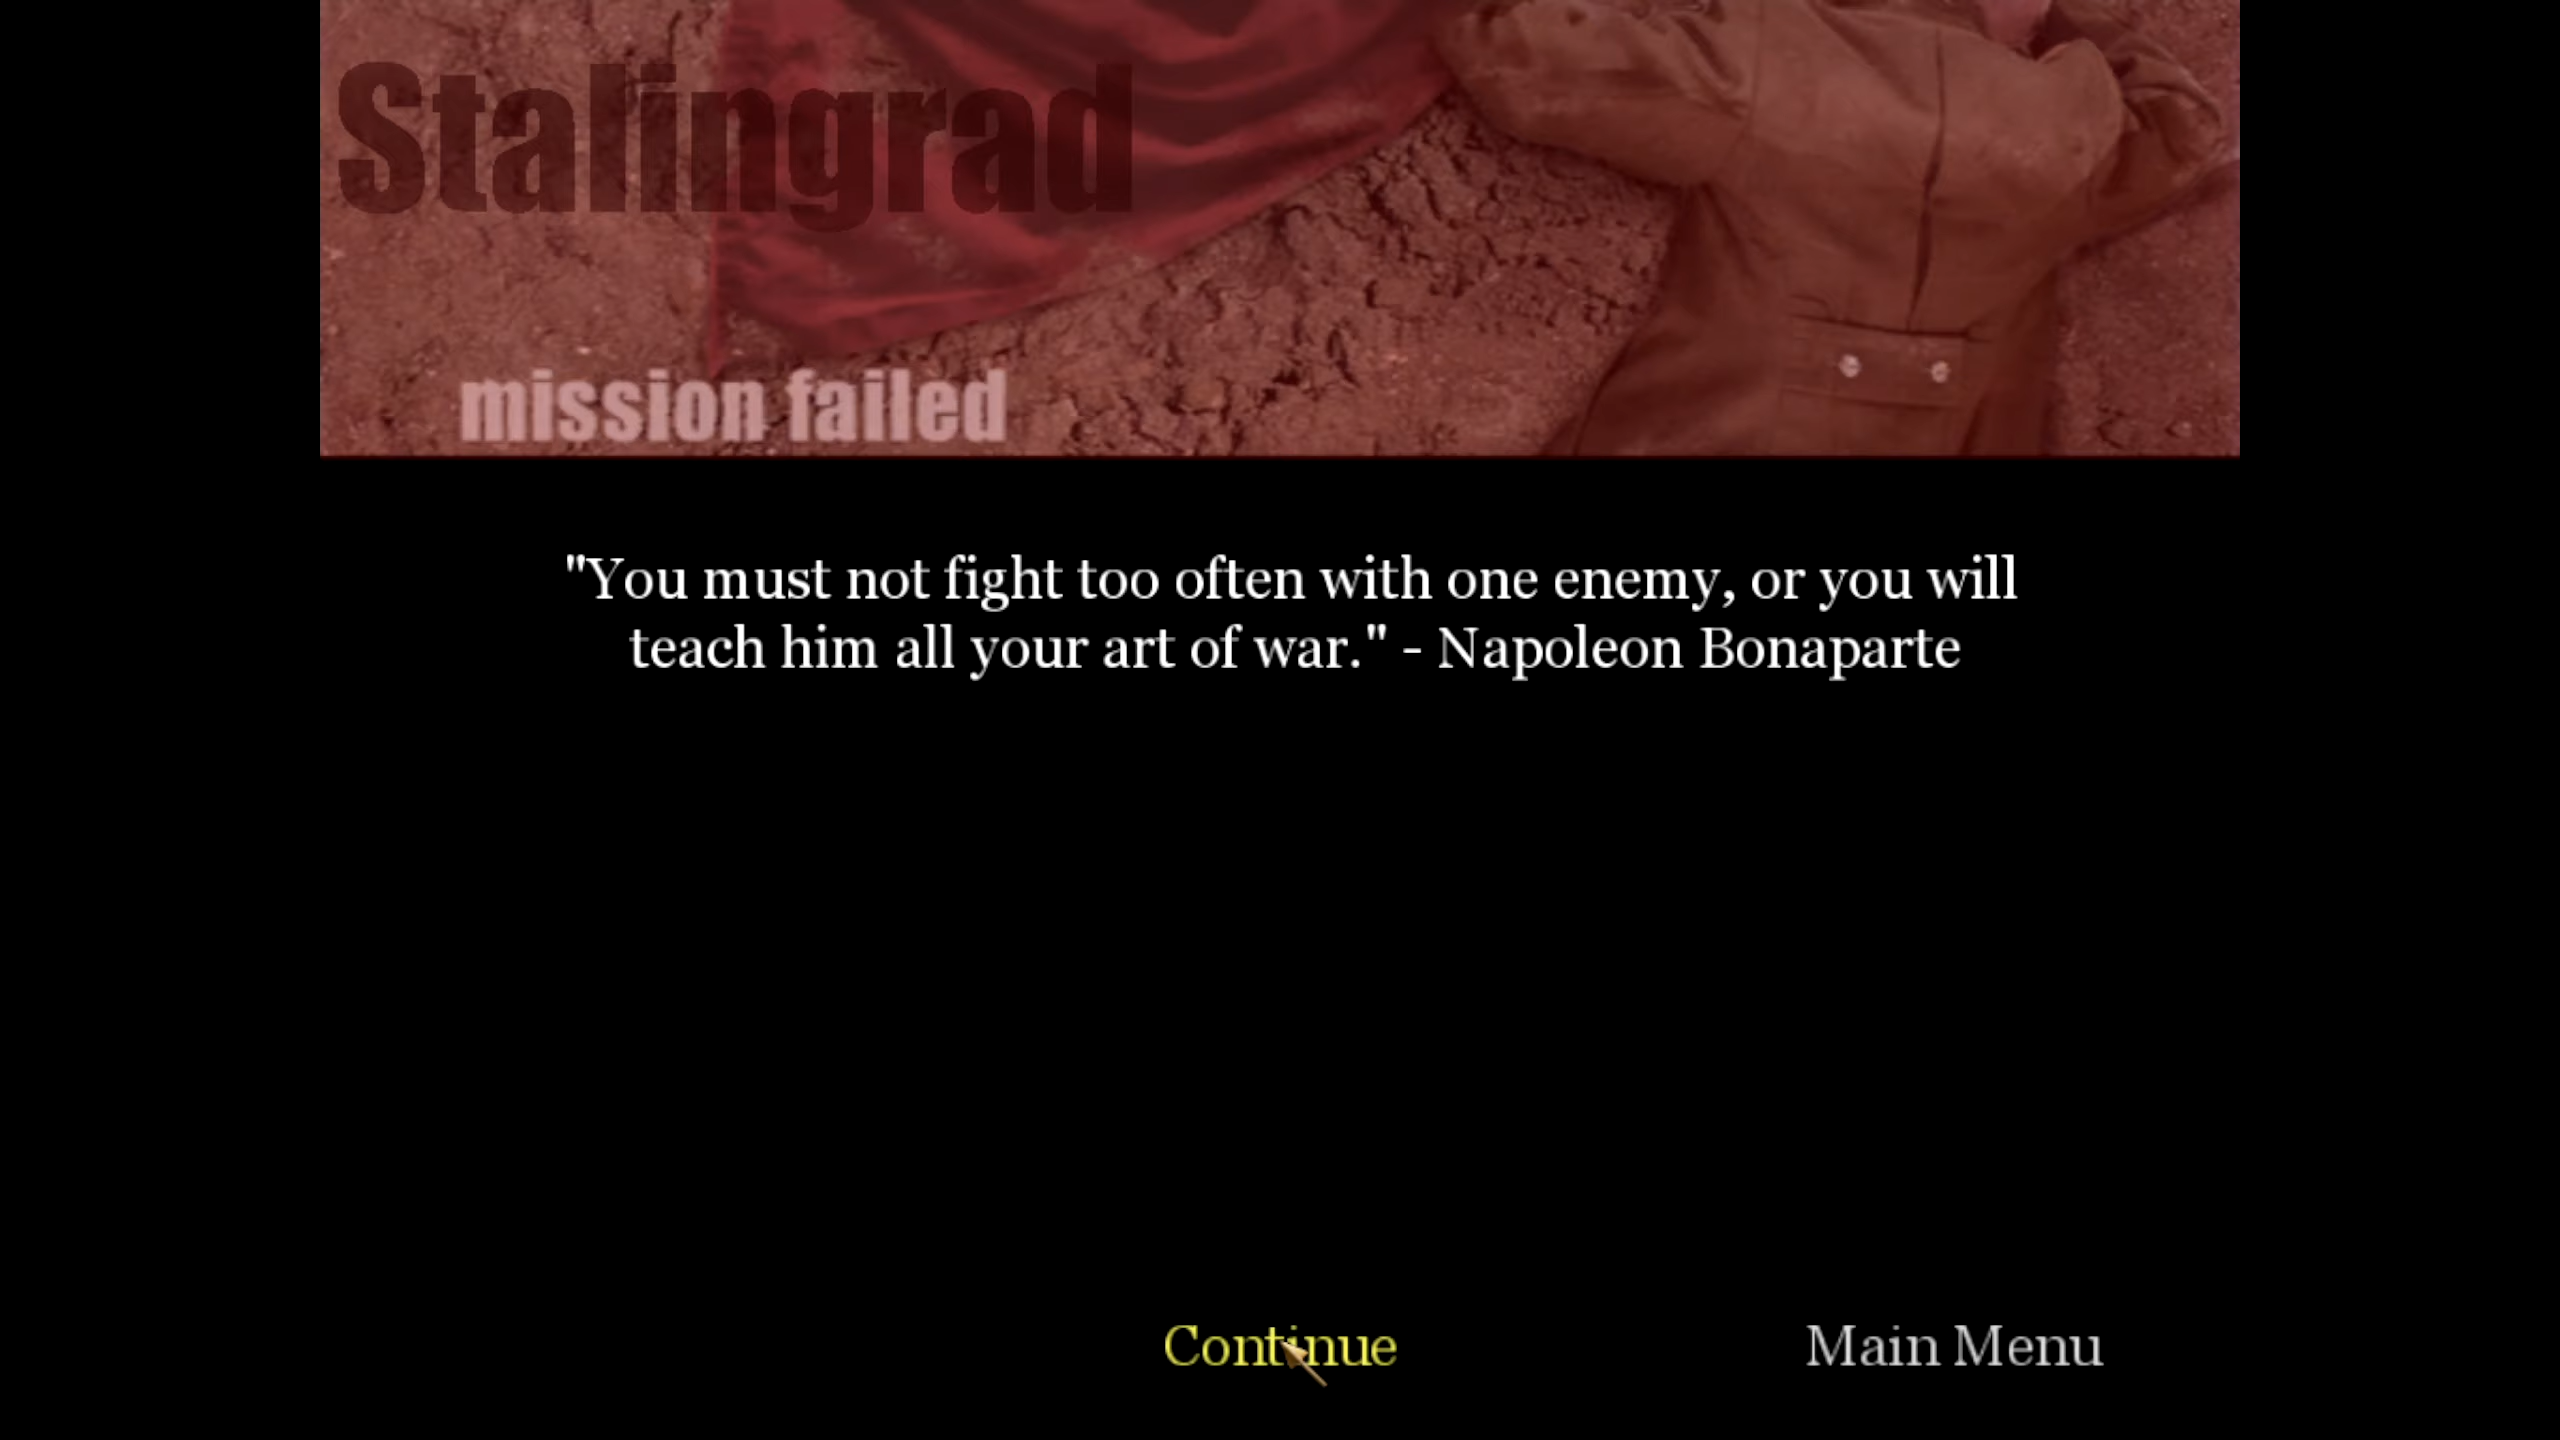 Stalingrad
mission failed
"You must not fight too often with one enemy, or you will
teach him all your art of war." - Napoleon Bonaparte
Continue
Main Menu